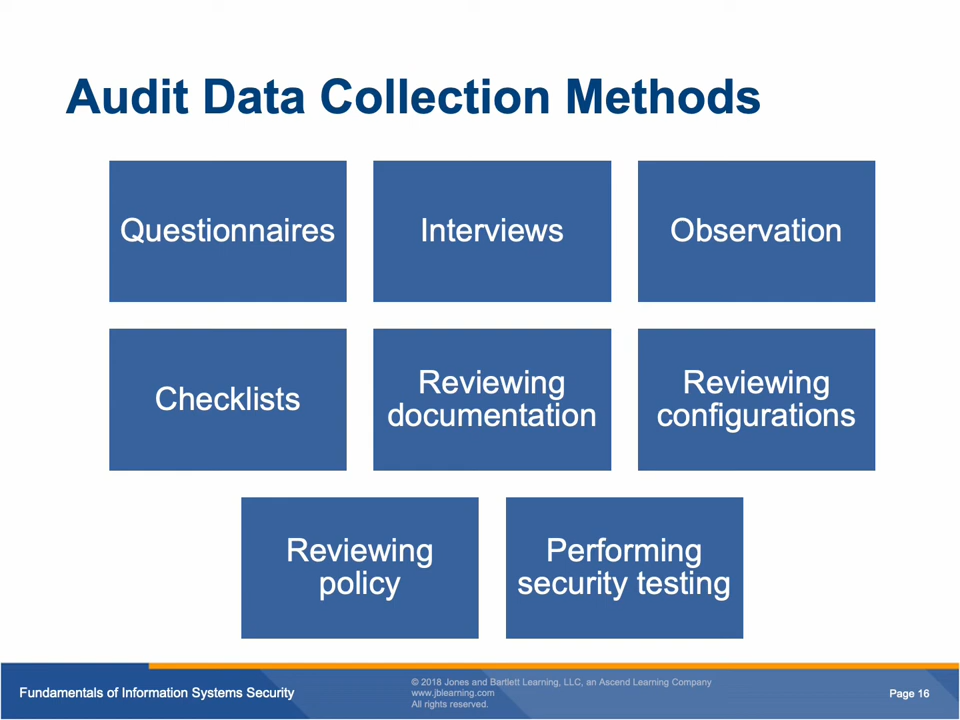 Audit Data Collection Methods
Questionnaires
Interviews
Observation
Checklists
Reviewing
documentation
Reviewing
configurations
Reviewing
policy
Performing
security testing
Fundamentals of Information Systems Security
© 2018 Jones and Bartlett Learning, LLC, an Ascend Learning Company
www.jblearning.com
All rights reserved.
Page 16